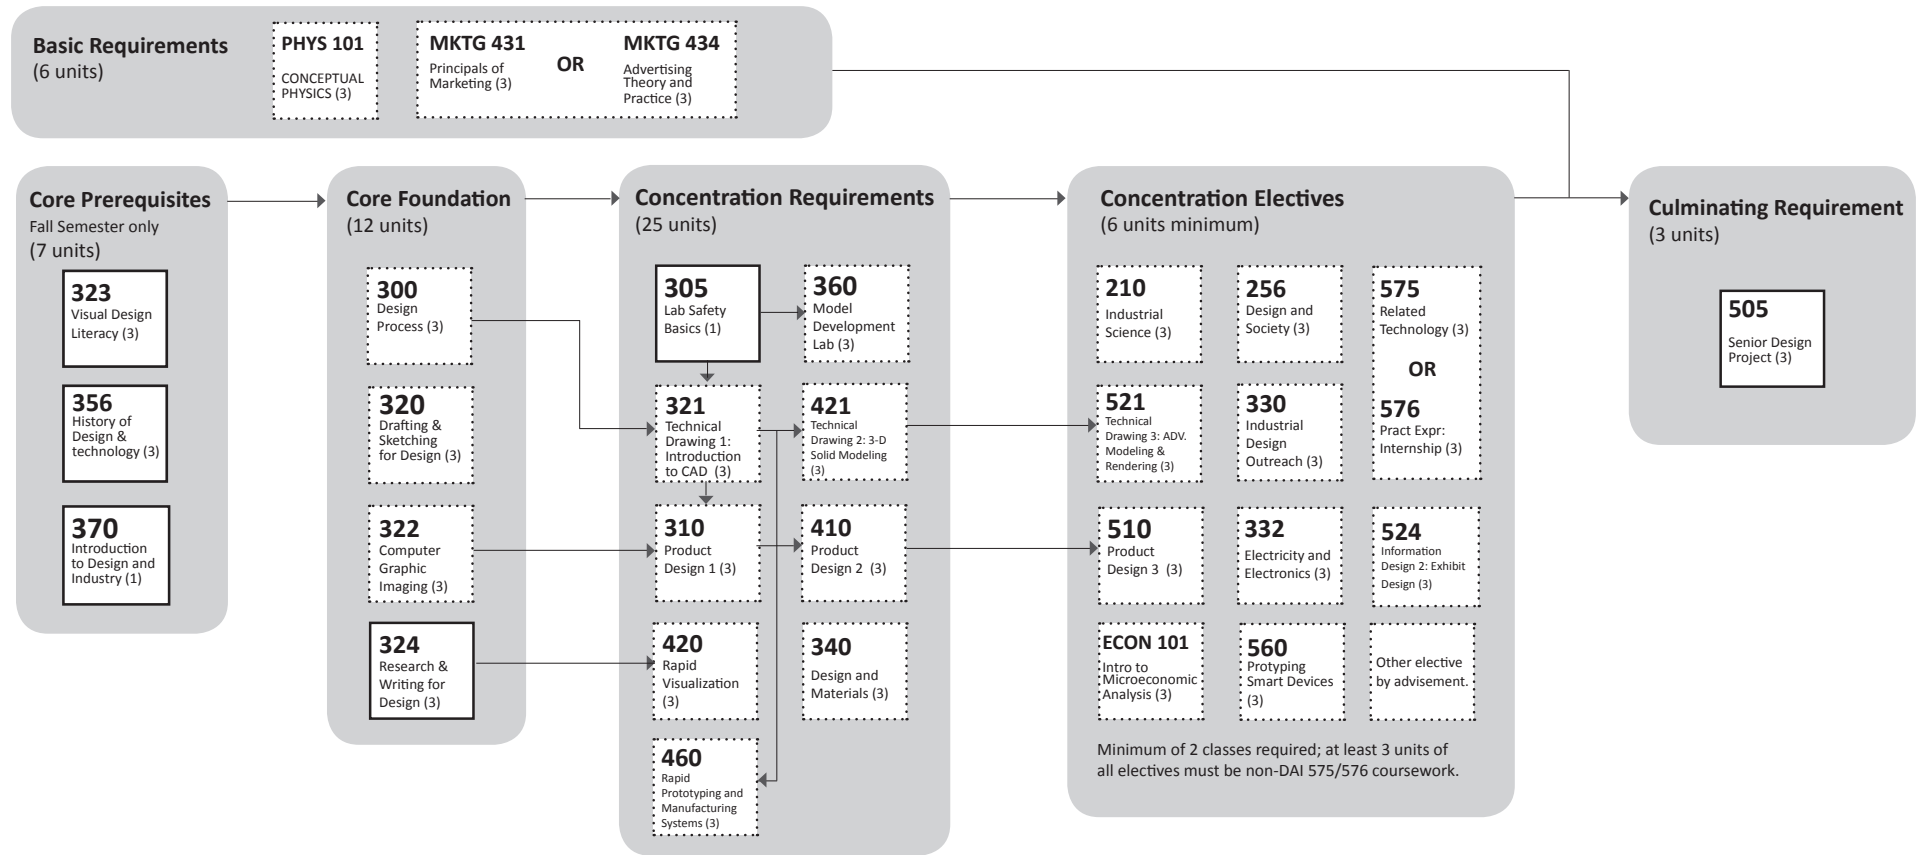 Basic Requirements
(6 units)
PHYS 101
CONCEPTUAL
PHYSICS (3)
MKTG 431
Principals of
Marketing (3)
OR
MKTG 434
Advertising
Theory and
Practice (3)
Core Prerequisites
Fall Semester only
(7 units)
323
Visual Design
Literacy (3)
356
History of
Design &
technology (3)
370
Introduction
to Design and
Industry (1)
Core Foundation
(12 units)
300
Design
Process (3)
320
Drafting &
Sketching
for Design (3)
322
Computer
Graphic
Imaging (3)
324
Research &
Writing for
Design (3)
Concentration Requirements
(25 units)
305
Lab Safety
Basics (1)
360
Model
Development
Lab (3)
321
Technical
Drawing 1:
Introduction
to CAD (3)
421
Technical
Drawing 2: 3-D
Solid Modeling
(3)
310
Product
Design 1 (3)
410
Product
Design 2 (3)
420
Rapid
Visualization
(3)
340
Design and
Materials (3)
460
Rapid
Prototyping and
Manufacturing
Systems (3)
Concentration Electives
(6 units minimum)
210
Industrial
Science (3)
256
Design and
Society (3)
575
Related
Technology (3)
OR
576
Pract Expr:
Internship (3)
521
Technical
Drawing 3: ADV.
Modeling &
Rendering (3)
330
Industrial
Design
Outreach (3)
510
Product
Design 3 (3)
332
Electricity and
Electronics (3)
524
Information
Design 2: Exhibit
Design (3)
ECON 101
Intro to
Microeconomic
Analysis (3)
560
Protyping
Smart Devices
(3)
Other elective
by advisement.
Minimum of 2 classes required; at least 3 units of
all electives must be non-DAI 575/576 coursework.
Culminating Requirement
(3 units)
505
Senior Design
Project (3)